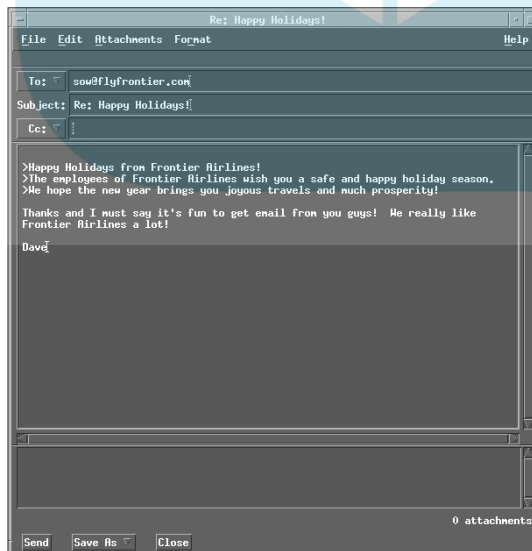 Re: Happy Holidays!
File Edit Attachments Format Help
To: sow@flyfrontier.com
Subject: Re: Happy Holidays!
Cc:
>Happy Holidays from Frontier Airlines!
>The employees of Frontier Airlines wish you a safe and happy holiday season.
>We hope the new year brings you joyous travels and much prosperity!
Thanks and I must say it's fun to get email from you guys! We really like
Frontier Airlines a lot!
Dave
0 attachments
Send Save As Close